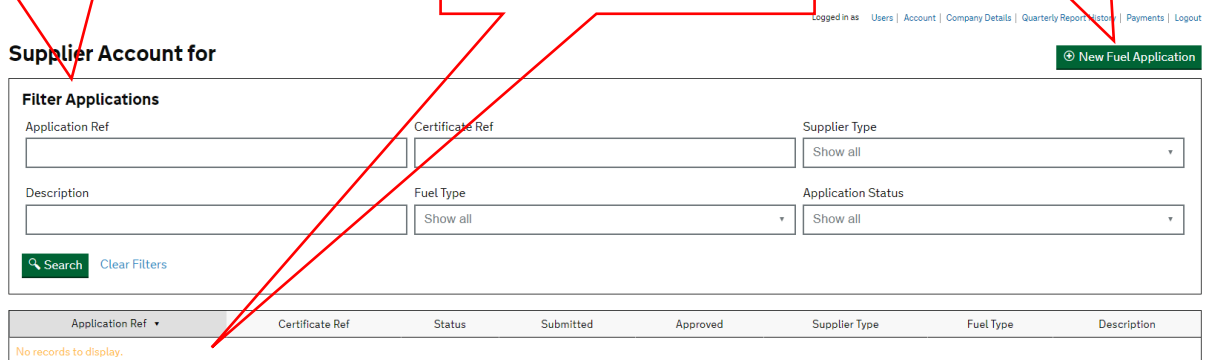 Logged in as Users | Account | Company Details | Quarterly Report History | Payments | Logout
Supplier Account for
New Fuel Application
Filter Applications
Application Ref Certificate Ref Supplier Type
Show all
Description Fuel Type Application Status
Show all Show all
Search Clear Filters
Application Ref Certificate Ref Status Submitted Approved Supplier Type Fuel Type Description
No records to display.